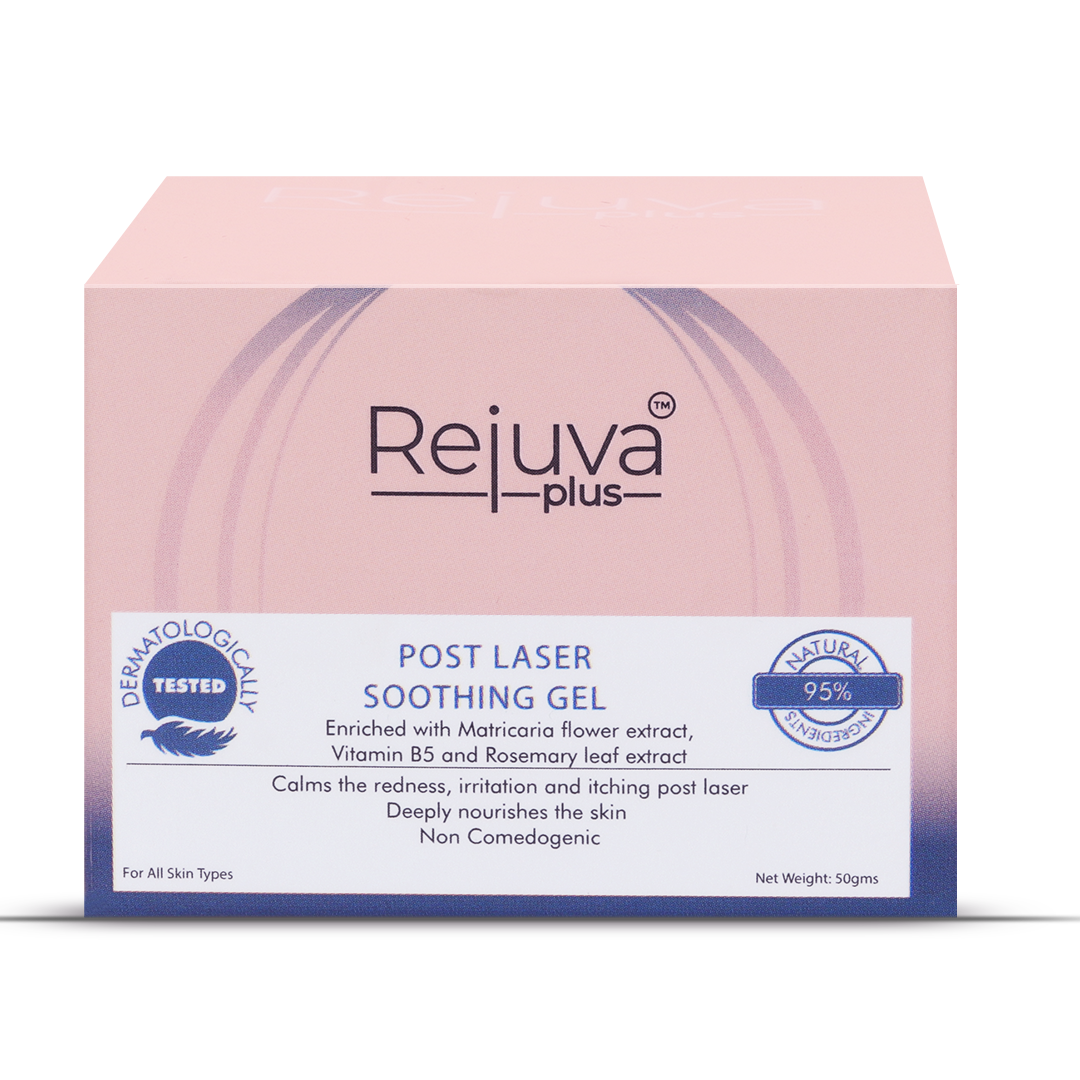 Rejuva
plus
Rejuva™
plus
DERMATOLOGICALLY
TESTED
POST LASER
SOOTHING GEL
Enriched with Matricaria flower extract,
Vitamin B5 and Rosemary leaf extract
NATURAL
95%
INGREDIENTS
Calms the redness, irritation and itching post laser
Deeply nourishes the skin
Non Comedogenic
For All Skin Types
Net Weight: 50gms